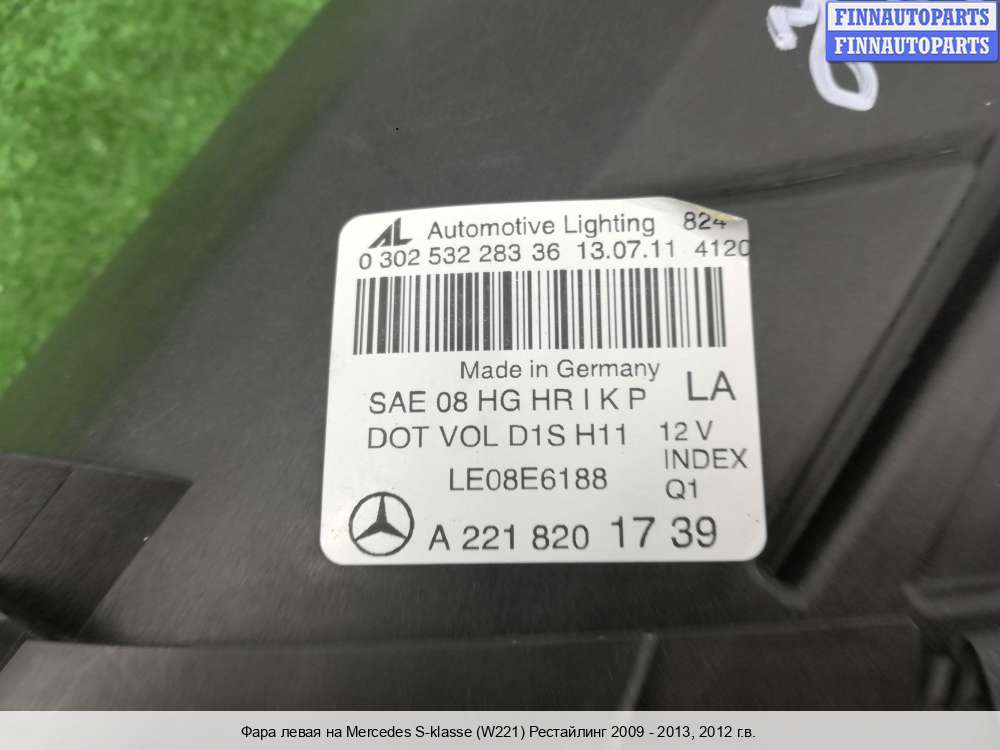 FINNAUTOPARTS
FINNAUTOPARTS
AL Automotive Lighting 824
0 302 532 283 36 13.07.11 4120
Made in Germany
SAE 08 HG HR I K P LA
DOT VOL D1S H11 12 V
INDEX
LE08E6188 Q1
A 221 820 17 39
Фара левая на Mercedes S-klasse (W221) Рестайлинг 2009 - 2013, 2012 г.в.